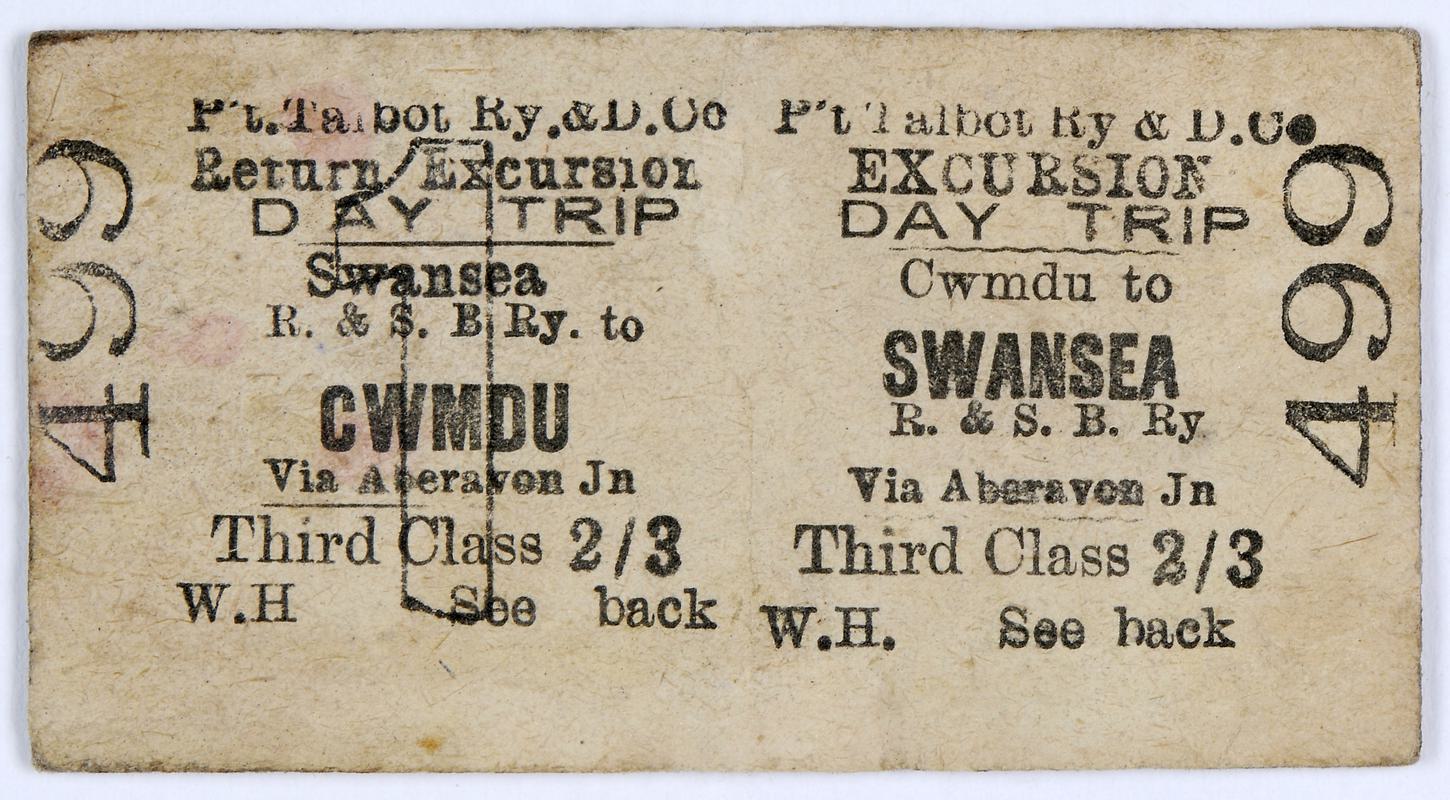 499
P't. Talbot Ry. & D. Co
Return Excursion
DAY TRIP
Swansea
R. & S. B Ry. to
CWMDU
Via Aberavon Jn
Third Class 2/3
W.H See back
P't Talbot Ry & D. C.
EXCURSION
DAY TRIP
Cwmdu to
SWANSEA
R. & S. B. Ry
Via Aberavon Jn
Third Class 2/3
W.H. See back
499